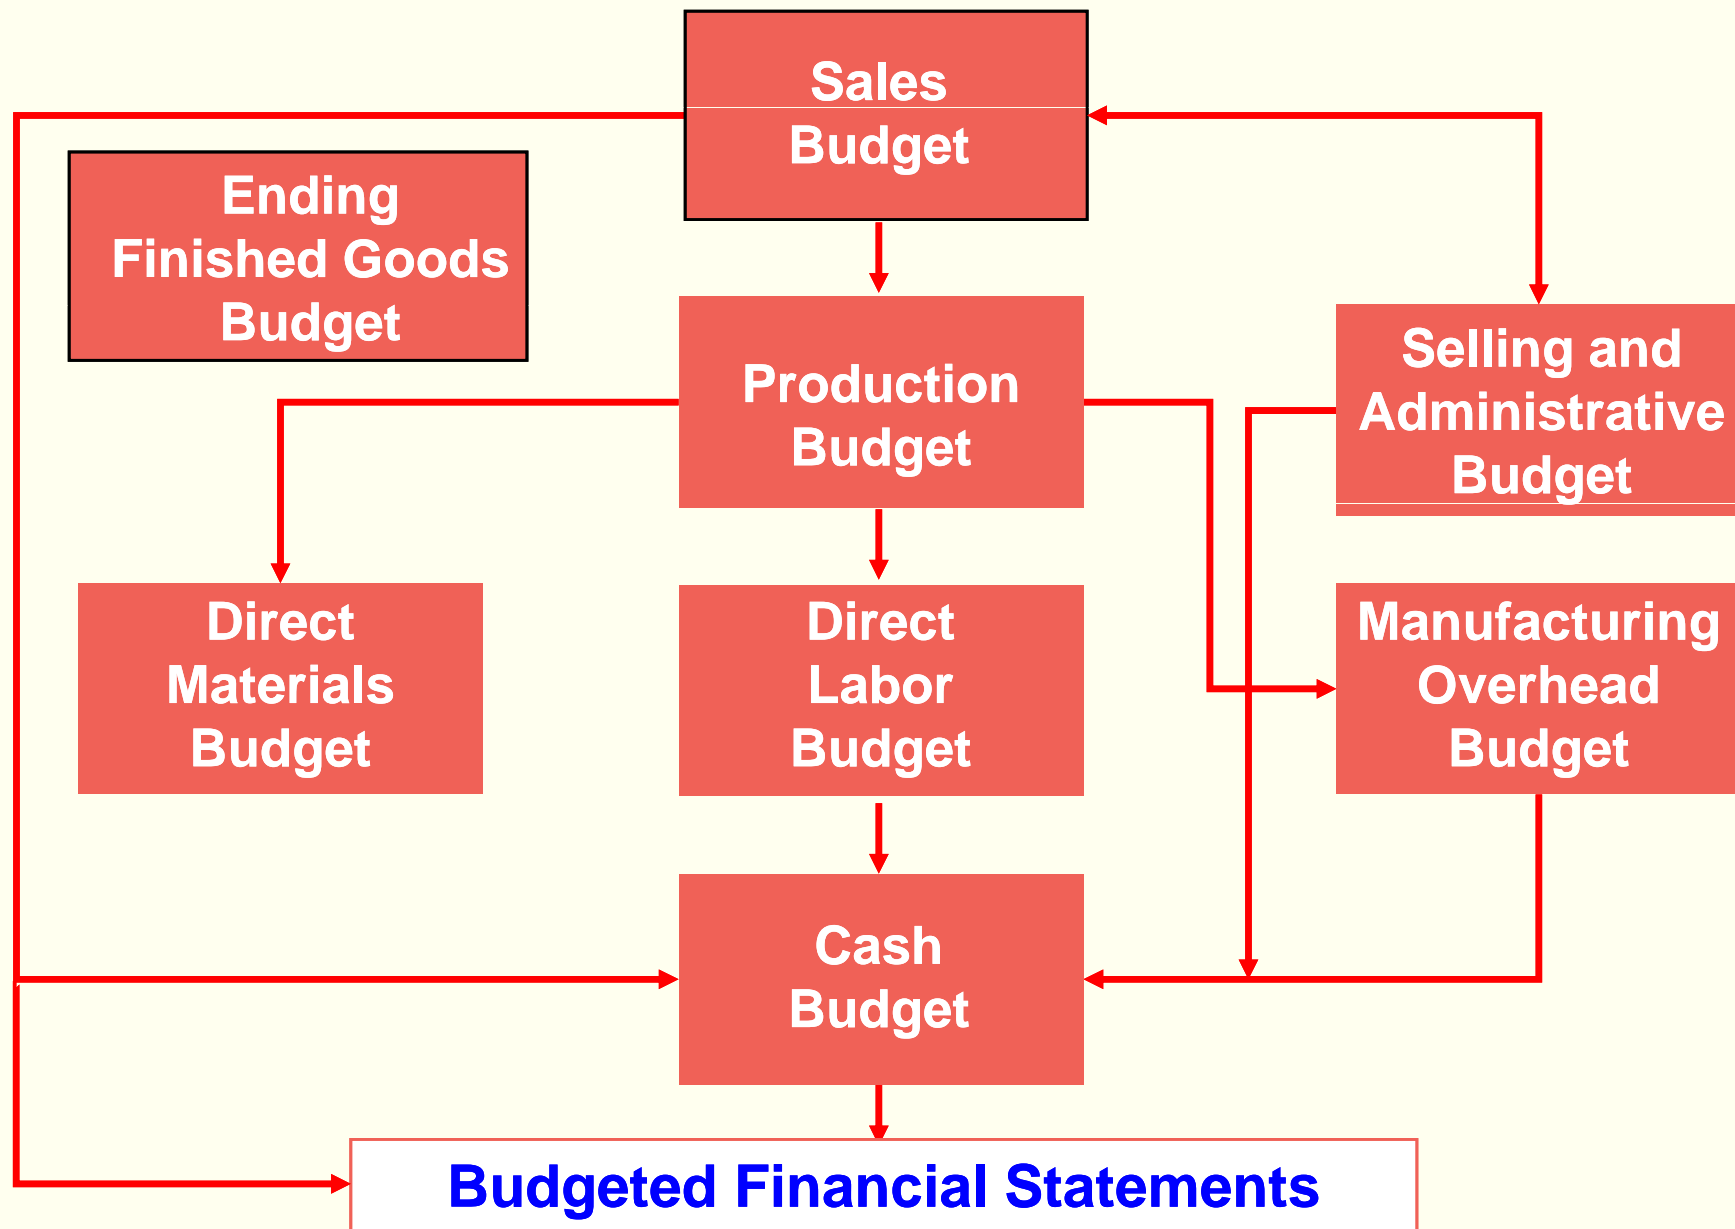 Sales
Budget
Ending
Finished Goods
Budget
Production
Budget
Selling and
Administrative
Budget
Direct
Materials
Budget
Direct
Labor
Budget
Manufacturing
Overhead
Budget
Cash
Budget
Budgeted Financial Statements